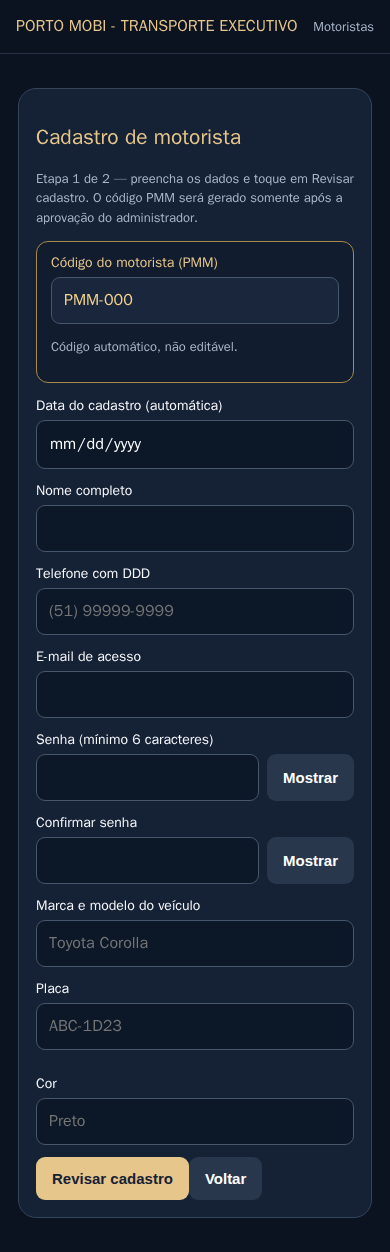 PORTO MOBI - TRANSPORTE EXECUTIVO Motoristas
Cadastro de motorista
Etapa 1 de 2 — preencha os dados e toque em Revisar
cadastro. O código PMM será gerado somente após a
aprovação do administrador.
Código do motorista (PMM)
PMM-000
Código automático, não editável.
Data do cadastro (automática)
mm/dd/yyyy
Nome completo
Telefone com DDD
(51) 99999-9999
E-mail de acesso
Senha (mínimo 6 caracteres)
Mostrar
Confirmar senha
Mostrar
Marca e modelo do veículo
Toyota Corolla
Placa
ABC-1D23
Cor
Preto
Revisar cadastro Voltar